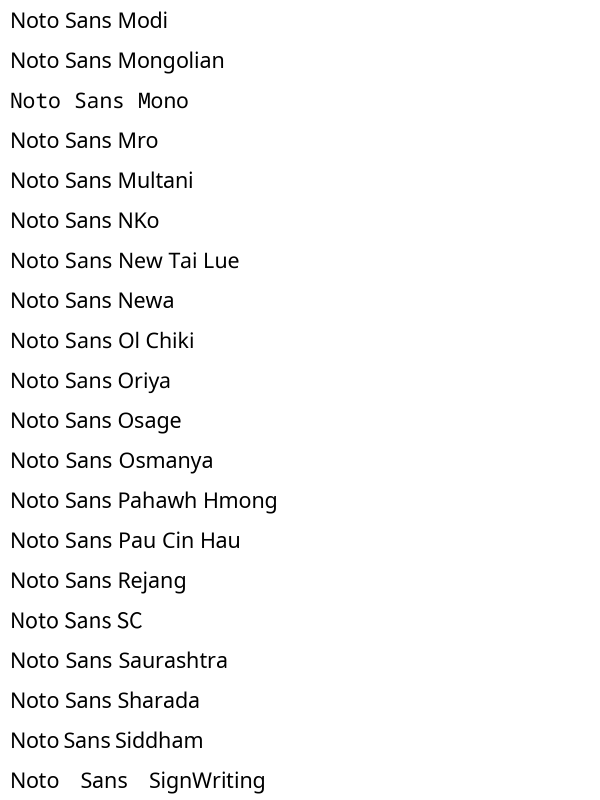 Noto Sans Modi
Noto Sans Mongolian
Noto Sans Mono
Noto Sans Mro
Noto Sans Multani
Noto Sans NKo
Noto Sans New Tai Lue
Noto Sans Newa
Noto Sans Ol Chiki
Noto Sans Oriya
Noto Sans Osage
Noto Sans Osmanya
Noto Sans Pahawh Hmong
Noto Sans Pau Cin Hau
Noto Sans Rejang
Noto Sans SC
Noto Sans Saurashtra
Noto Sans Sharada
Noto Sans Siddham
Noto Sans SignWriting